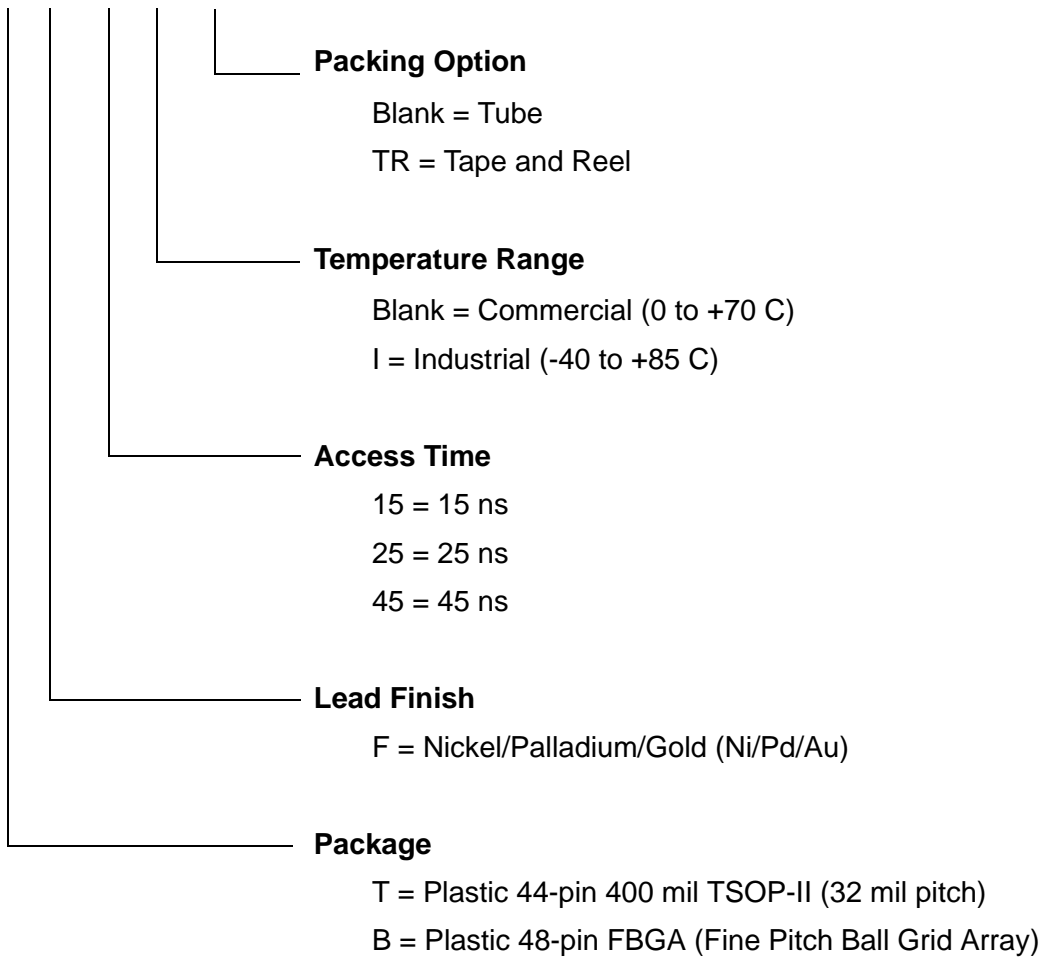 Packing Option
Blank = Tube
TR = Tape and Reel
Temperature Range
Blank = Commercial (0 to +70 C)
I = Industrial (-40 to +85 C)
Access Time
15 = 15 ns
25 = 25 ns
45 = 45 ns
Lead Finish
F = Nickel/Palladium/Gold (Ni/Pd/Au)
Package
T = Plastic 44-pin 400 mil TSOP-II (32 mil pitch)
B = Plastic 48-pin FBGA (Fine Pitch Ball Grid Array)